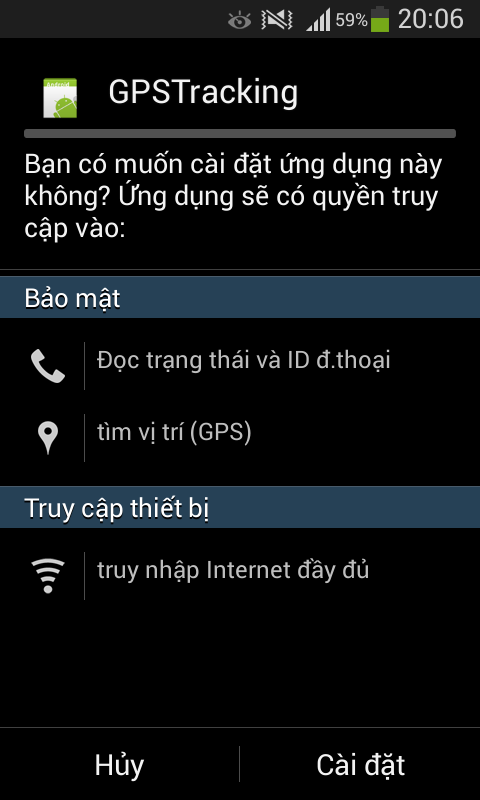 59% 20:06
GPSTracking
Bạn có muốn cài đặt ứng dụng này
không? Ứng dụng sẽ có quyền truy
cập vào:
Bảo mật
Đọc trạng thái và ID đ.thoại
tìm vị trí (GPS)
Truy cập thiết bị
truy nhập Internet đầy đủ
Hủy Cài đặt